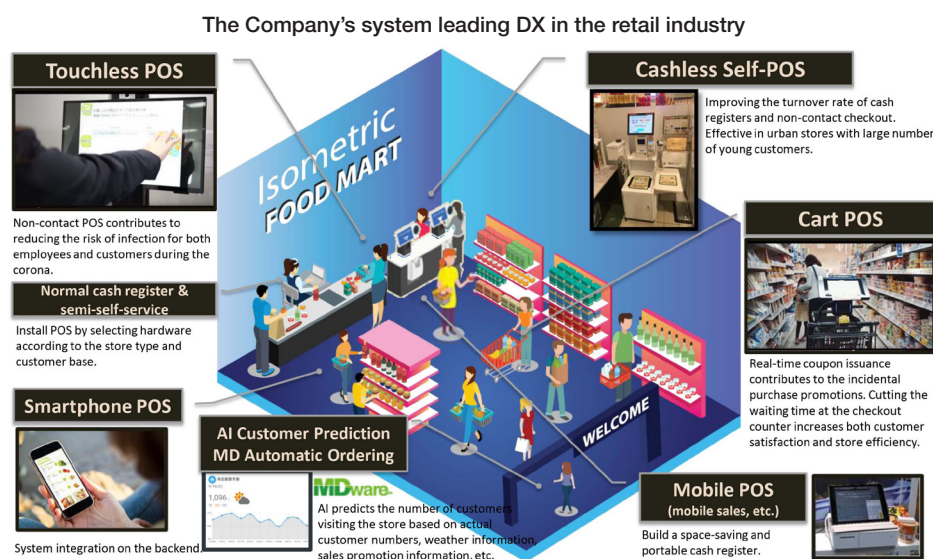 The Company's system leading DX in the retail industry
Touchless POS
Non-contact POS contributes to
reducing the risk of infection for both
employees and customers during the
corona.
Normal cash register &
semi-self-service
Install POS by selecting hardware
according to the store type and
customer base.
Smartphone POS
System integration on the backend.
Isometric
FOOD MART
WELCOME
AI Customer Prediction
MD Automatic Ordering
1,096
MDware
AI predicts the number of customers
visiting the store based on actual
customer numbers, weather information,
sales promotion information, etc.
Cashless Self-POS
Improving the turnover rate of cash
registers and non-contact checkout.
Effective in urban stores with large number
of young customers.
Cart POS
Real-time coupon issuance
contributes to the incidental
purchase promotions. Cutting the
waiting time at the checkout
counter increases both customer
satisfaction and store efficiency.
Mobile POS
(mobile sales, etc.)
Build a space-saving and
portable cash register.